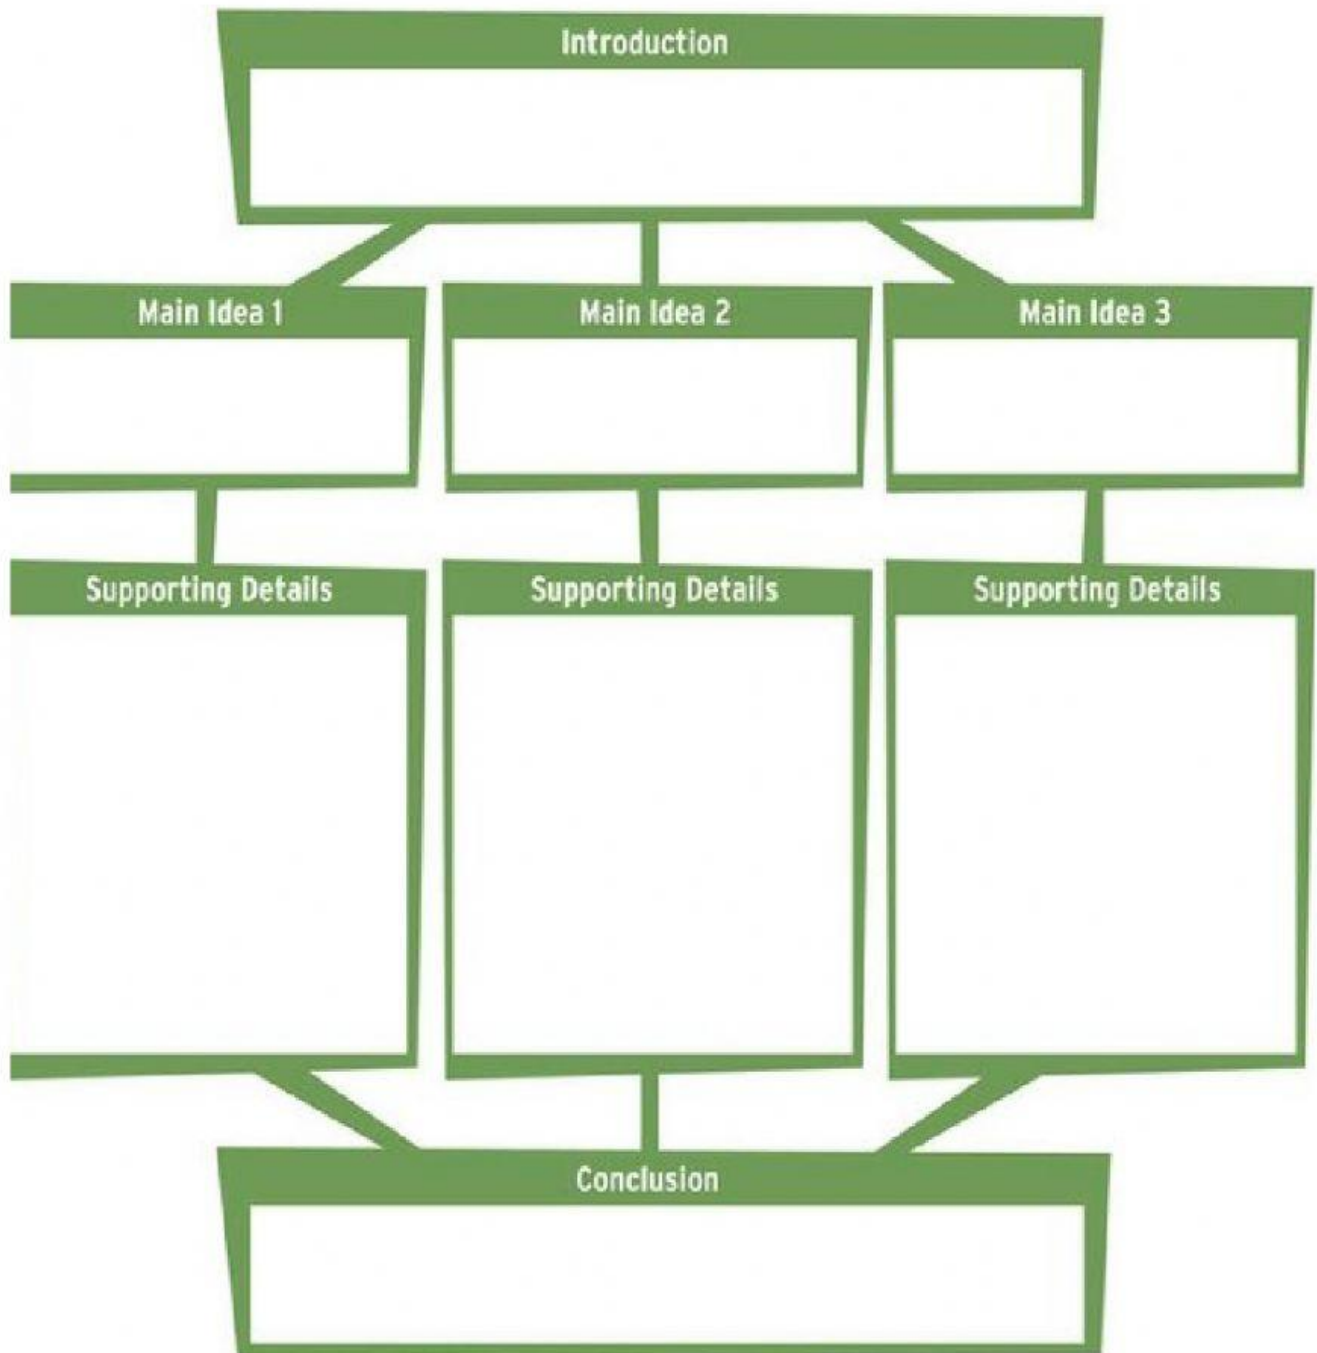 Introduction
Main Idea 1
Main Idea 2
Main Idea 3
Supporting Details
Supporting Details
Supporting Details
Conclusion